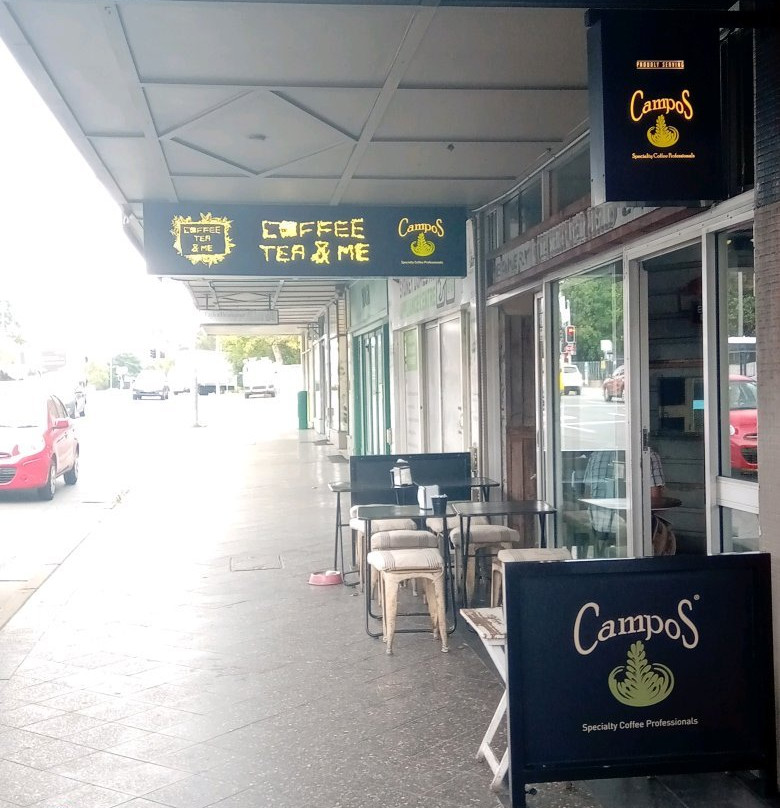 PROUDLY SERVING
Campos
Specialty Coffee Professionals
COFFEE
TEA
& ME
COFFEE
TEA & ME
Campos
Specialty Coffee Professionals
Campos®
Specialty Coffee Professionals